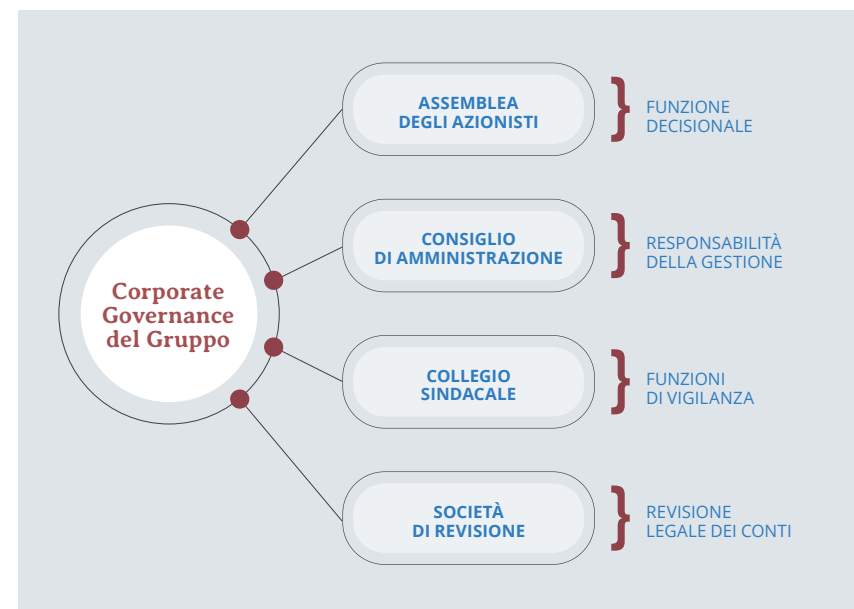 Corporate
Governance
del Gruppo
ASSEMBLEA
DEGLI AZIONISTI
FUNZIONE
DECISIONALE
CONSIGLIO
DI AMMINISTRAZIONE
RESPONSABILITÀ
DELLA GESTIONE
COLLEGIO
SINDACALE
FUNZIONI
DI VIGILANZA
SOCIETÀ
DI REVISIONE
REVISIONE
LEGALE DEI CONTI